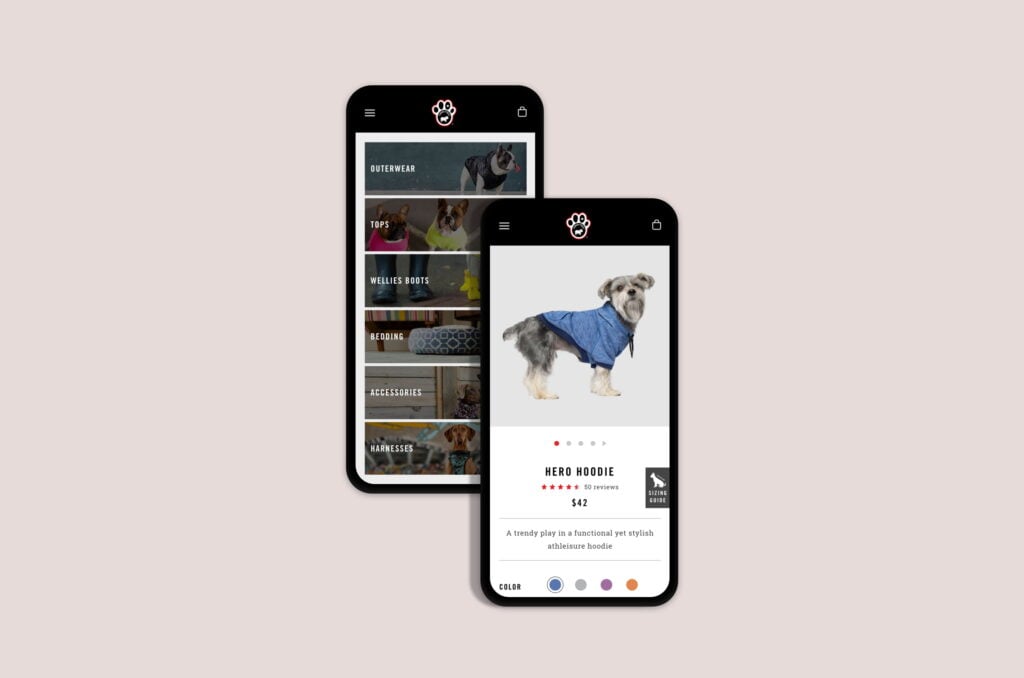 OUTERWEAR
TOPS
WELLIES BOOTS
BEDDING
ACCESSORIES
HARNESSES
HERO HOODIE
50 reviews
$42
SIZING
GUIDE
A trendy play in a functional yet stylish
athleisure hoodie
COLOR